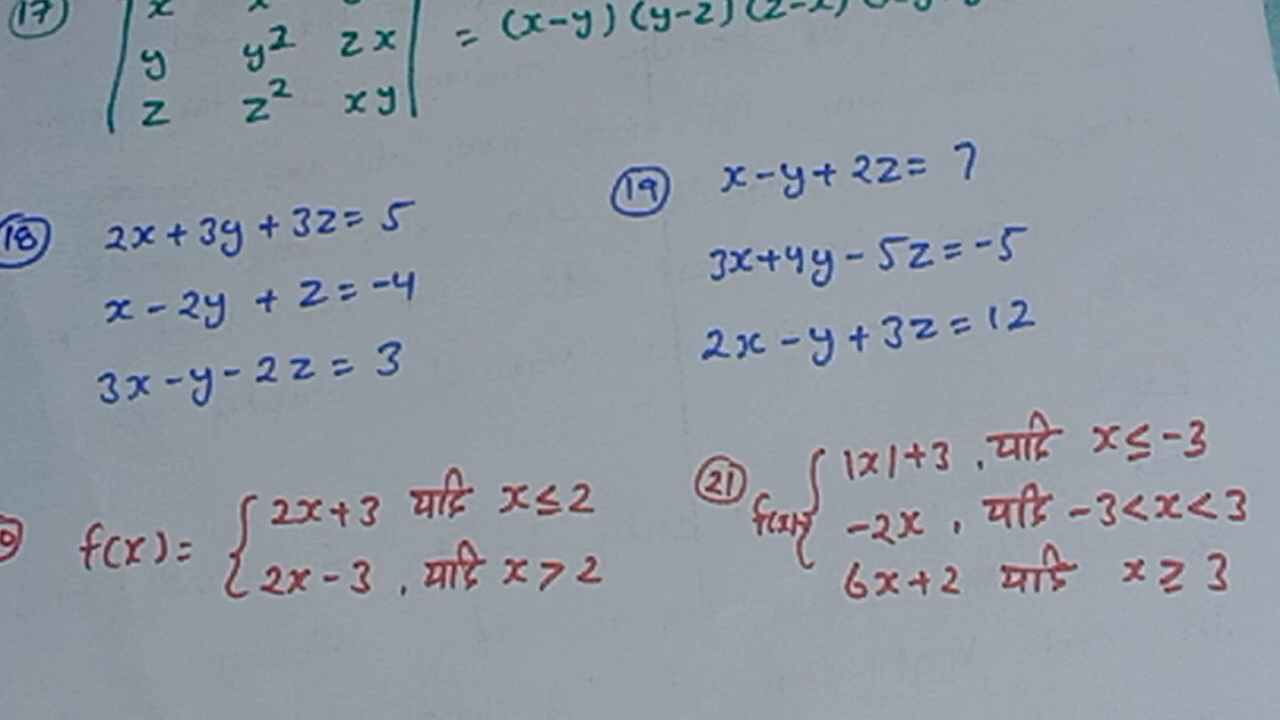 17 | x
y y² zx = (x-y) (y-z) (z-x)
z z² xy
18 2x + 3y + 3z = 5
x - 2y + z = -4
3x - y - 2z = 3
19 x - y + 2z = 7
3x + 4y - 5z = -5
2x - y + 3z = 12
f(x) = { 2x + 3 यदि x ≤ 2
2x - 3 , यदि x > 2
21 f(x) { |x| + 3 , यदि x ≤ -3
-2x , यदि -3 < x < 3
6x + 2 यदि x ≥ 3